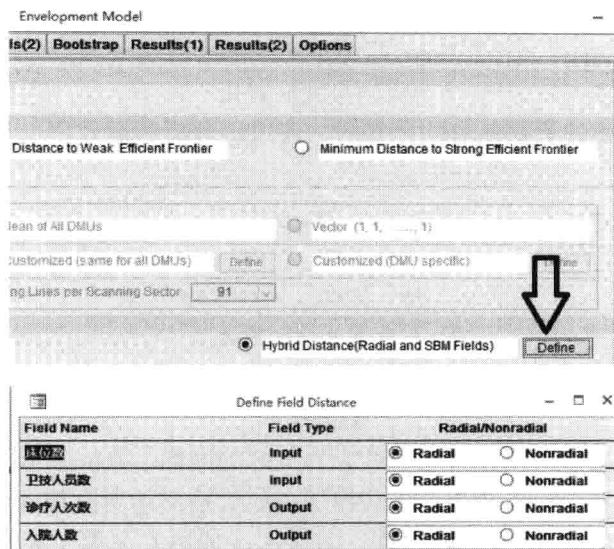 Envelopment Model
ls(2) Bootstrap Results(1) Results(2) Options
Distance to Weak Efficient Frontier Minimum Distance to Strong Efficient Frontier
lean of All DMUs Vector (1, 1, ......, 1)
Customized (same for all DMUs) Define Customized (DMU specific)
ng Lines per Scanning Sector 91
Hybrid Distance(Radial and SBM Fields) Define
Define Field Distance
Field Name Field Type Radial/Nonradial
床位数 Input Radial Nonradial
卫技人员数 Input Radial Nonradial
诊疗人次数 Output Radial Nonradial
入院人数 Output Radial Nonradial